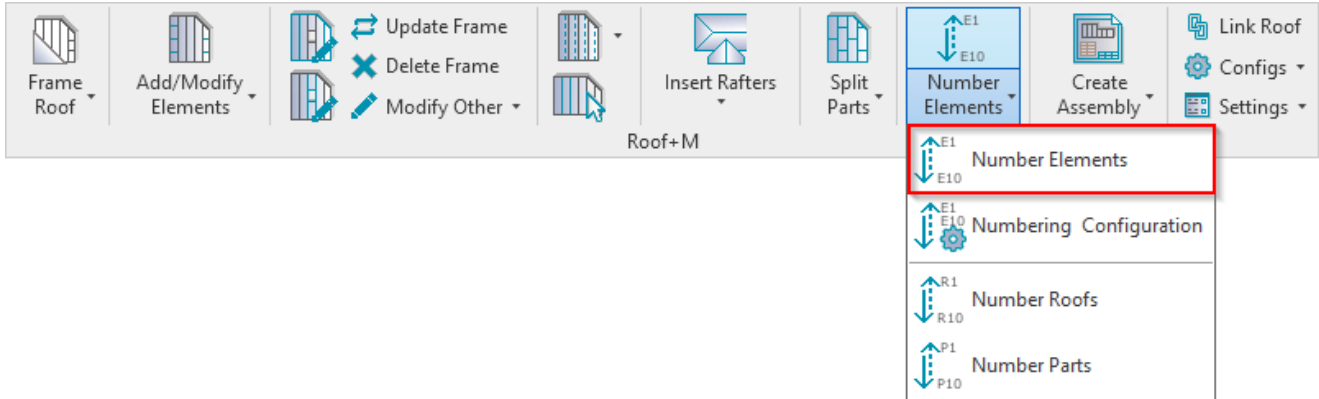 Frame
Roof
Add/Modify
Elements
Update Frame
Delete Frame
Modify Other
Insert Rafters
Split
Parts
E1
E10
Number
Elements
Create
Assembly
Link Roof
Configs
Settings
Roof+M
E1
E10
Number Elements
E1
E10
Numbering Configuration
R1
R10
Number Roofs
P1
P10
Number Parts